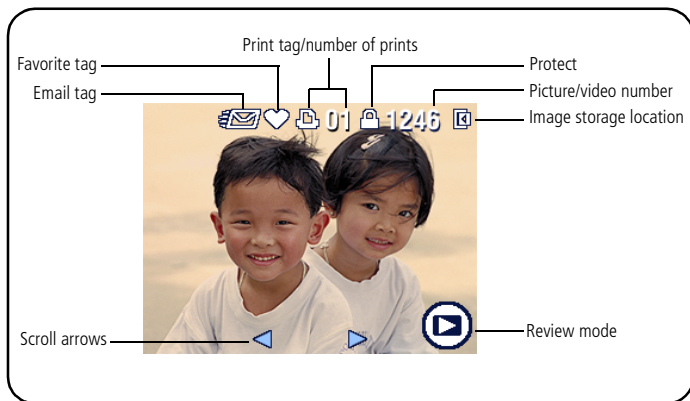 Print tag/number of prints
Favorite tag
Protect
Email tag
Picture/video number
01 1246
Image storage location
Scroll arrows
Review mode